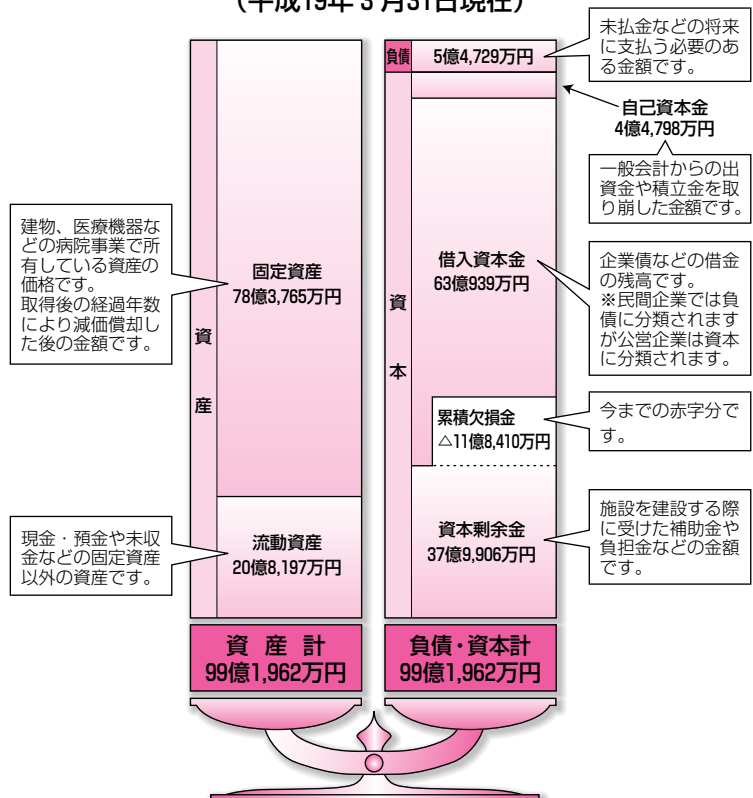 （平成19年３月31日現在）
負債
5億4,729万円
未払金などの将来
に支払う必要のあ
る金額です。
自己資本金
4億4,798万円
一般会計からの出
資金や積立金を取
り崩した金額です。
建物、医療機器な
どの病院事業で所
有している資産の
価格です。
取得後の経過年数
により減価償却し
た後の金額です。
資産
固定資産
78億3,765万円
資本
借入資本金
63億939万円
企業債などの借金
の残高です。
※民間企業では負
債に分類されます
が公営企業は資本
に分類されます。
累積欠損金
△11億8,410万円
今までの赤字分で
す。
現金・預金や未収
金などの固定資産
以外の資産です。
流動資産
20億8,197万円
資本剰余金
37億9,906万円
施設を建設する際
に受けた補助金や
負担金などの金額
です。
資産計
99億1,962万円
負債・資本計
99億1,962万円